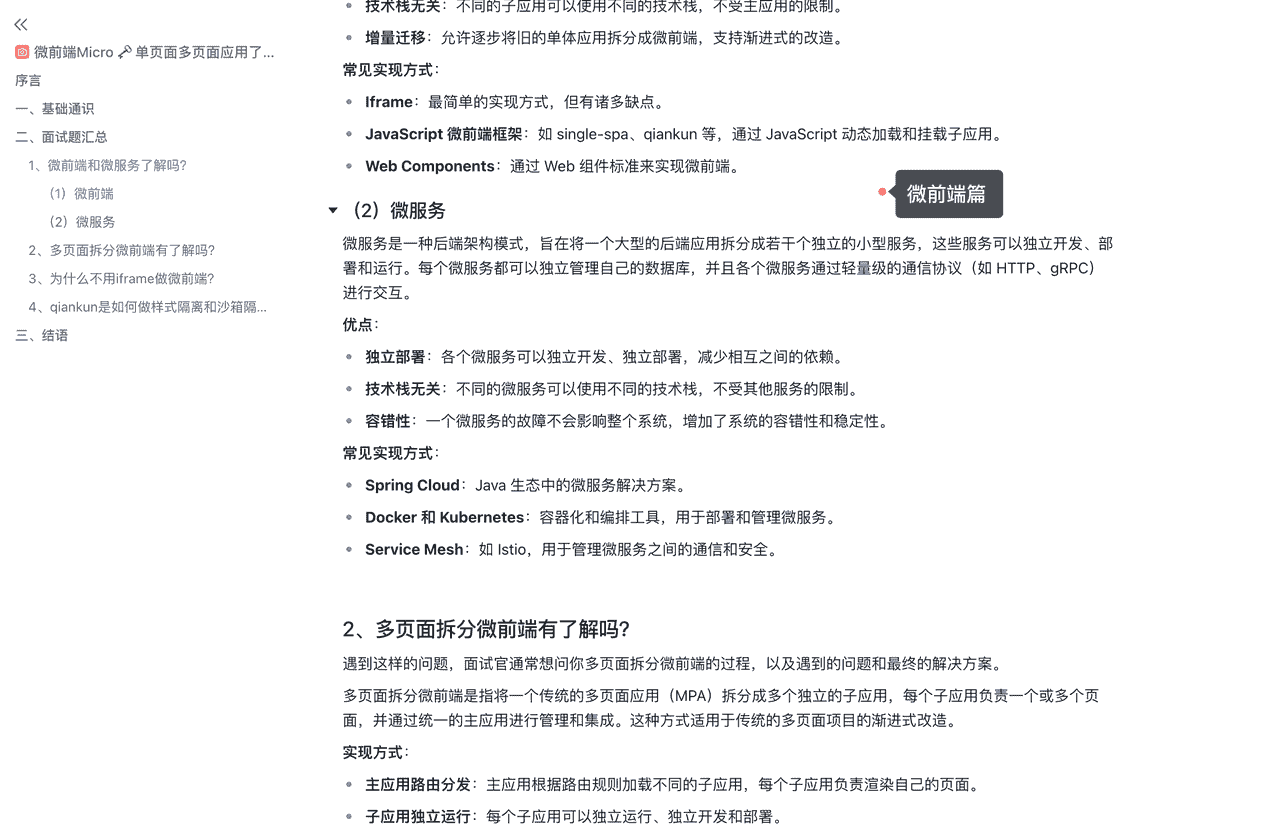 微前端Micro 🗝 单页面多页面应用了...
序言
一、基础通识
二、面试题汇总
1、微前端和微服务了解吗?
（1）微前端
（2）微服务
2、多页面拆分微前端有了解吗?
3、为什么不用iframe做微前端?
4、qiankun是如何做样式隔离和沙箱隔...
三、结语
技术栈无关：不同的子应用可以使用不同的技术栈，不受主应用的限制。
增量迁移：允许逐步将旧的单体应用拆分成微前端，支持渐进式的改造。
常见实现方式：
Iframe：最简单的实现方式，但有诸多缺点。
JavaScript 微前端框架：如 single-spa、qiankun 等，通过 JavaScript 动态加载和挂载子应用。
Web Components：通过 Web 组件标准来实现微前端。
微前端篇
（2）微服务
微服务是一种后端架构模式，旨在将一个大型的后端应用拆分成若干个独立的小型服务，这些服务可以独立开发、部
署和运行。每个微服务都可以独立管理自己的数据库，并且各个微服务通过轻量级的通信协议（如 HTTP、gRPC）
进行交互。
优点：
独立部署：各个微服务可以独立开发、独立部署，减少相互之间的依赖。
技术栈无关：不同的微服务可以使用不同的技术栈，不受其他服务的限制。
容错性：一个微服务的故障不会影响整个系统，增加了系统的容错性和稳定性。
常见实现方式：
Spring Cloud：Java 生态中的微服务解决方案。
Docker 和 Kubernetes：容器化和编排工具，用于部署和管理微服务。
Service Mesh：如 Istio，用于管理微服务之间的通信和安全。
2、多页面拆分微前端有了解吗?
遇到这样的问题，面试官通常想问你多页面拆分微前端的过程，以及遇到的问题和最终的解决方案。
多页面拆分微前端是指将一个传统的多页面应用（MPA）拆分成多个独立的子应用，每个子应用负责一个或多个页
面，并通过统一的主应用进行管理和集成。这种方式适用于传统的多页面项目的渐进式改造。
实现方式：
主应用路由分发：主应用根据路由规则加载不同的子应用，每个子应用负责渲染自己的页面。
子应用独立运行：每个子应用可以独立运行、独立开发和部署。